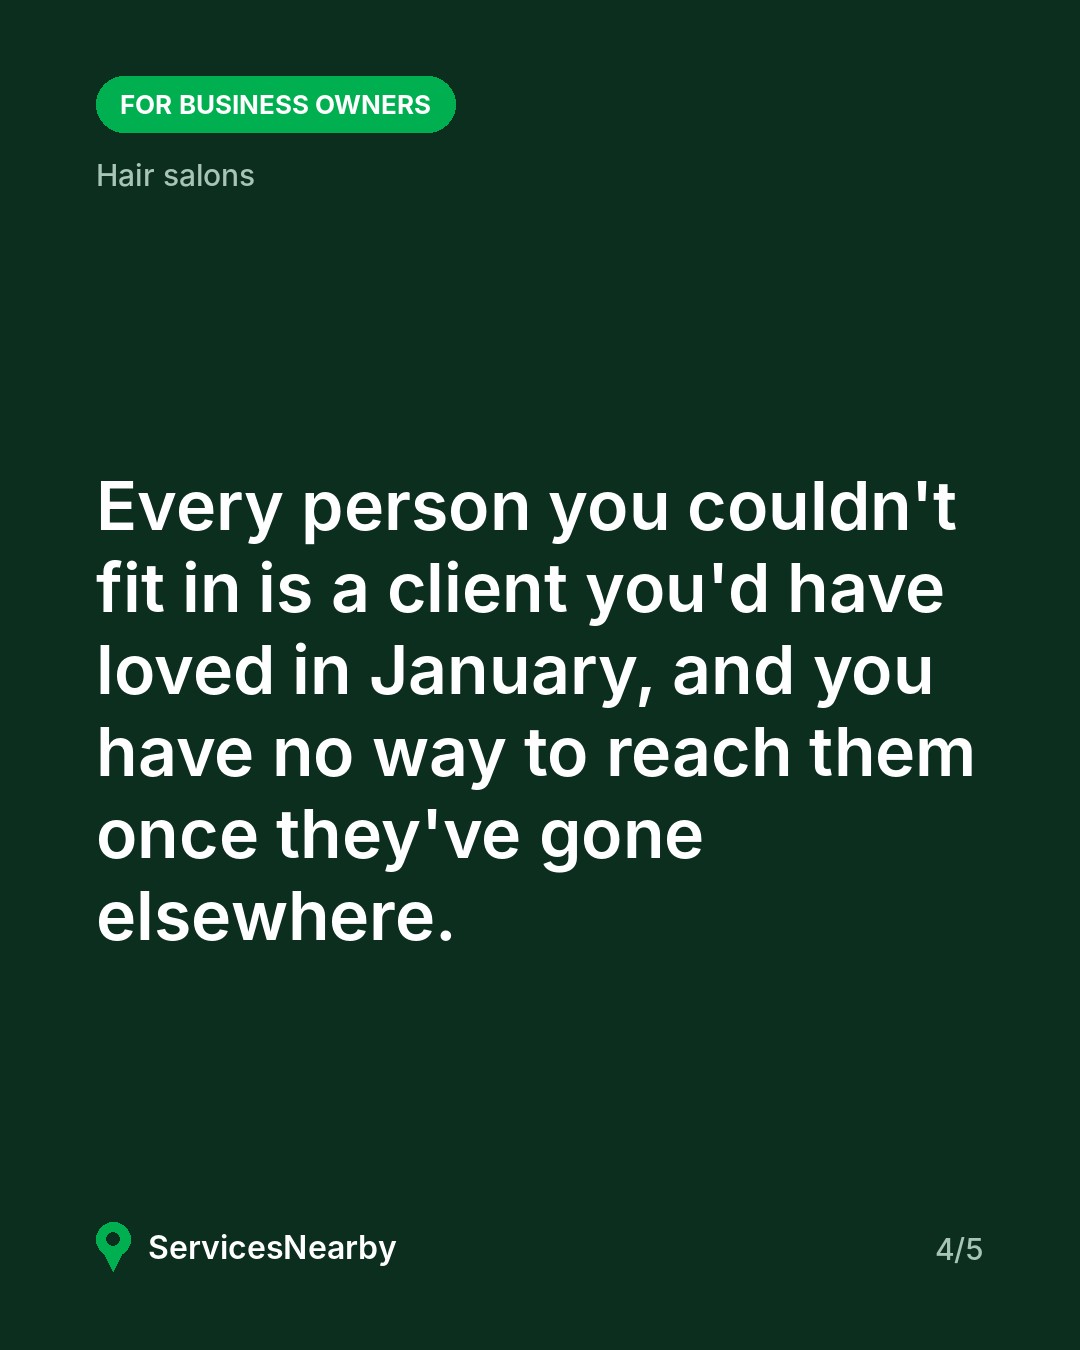 FOR BUSINESS OWNERS
Hair salons
Every person you couldn't
fit in is a client you'd have
loved in January, and you
have no way to reach them
once they've gone
elsewhere.
ServicesNearby
4/5